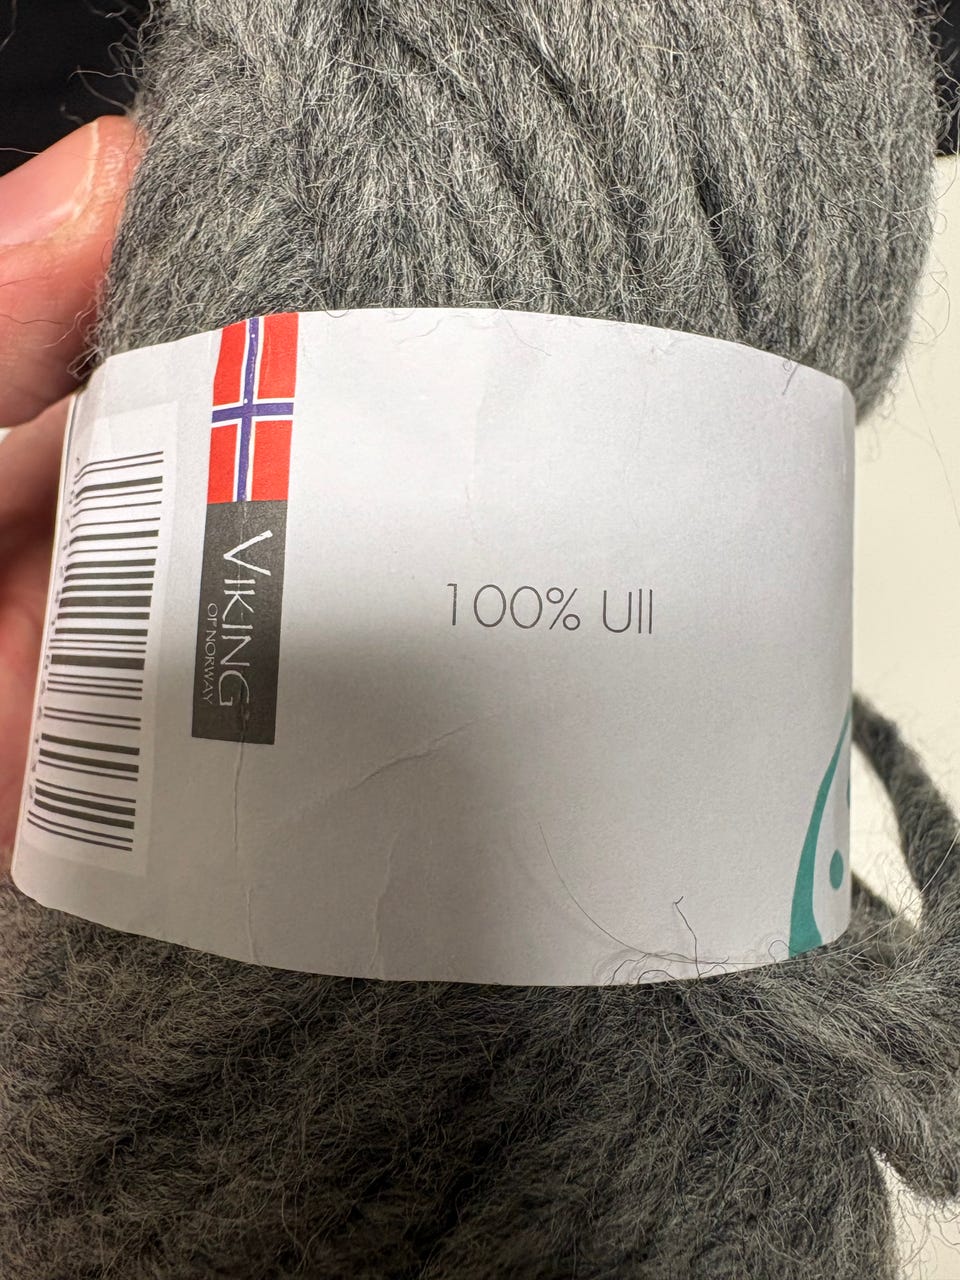 VIKING
OF NORWAY
100% Ull